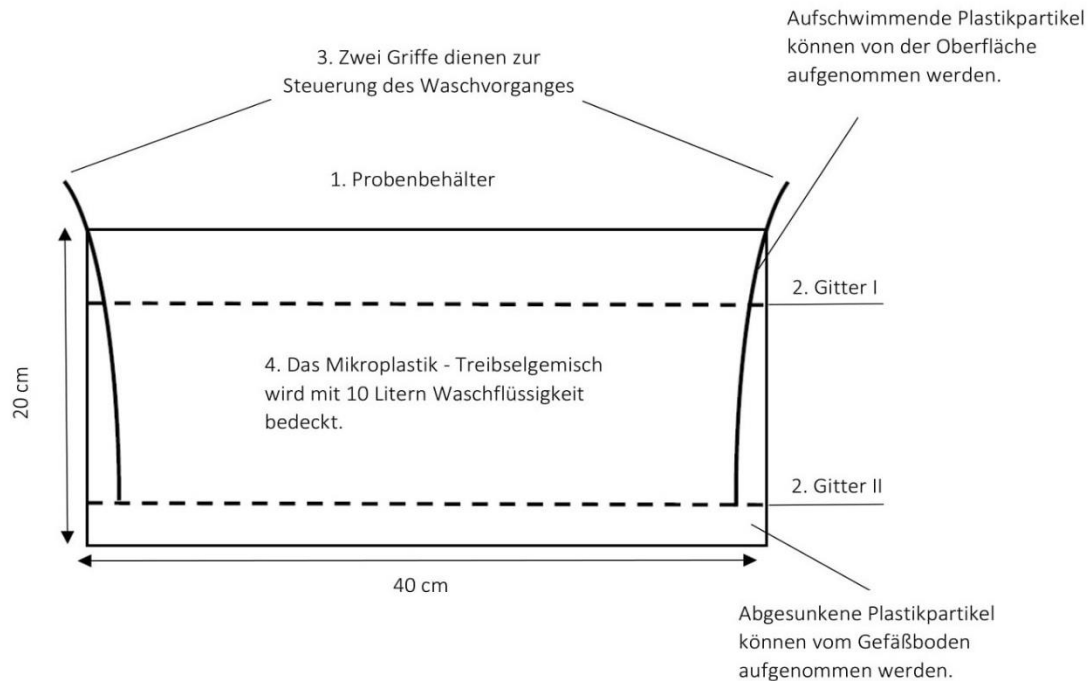 Aufschwimmende Plastikpartikel
können von der Oberfläche
aufgenommen werden.
3. Zwei Griffe dienen zur
Steuerung des Waschvorganges
1. Probenbehälter
2. Gitter I
4. Das Mikroplastik - Treibselgemisch
wird mit 10 Litern Waschflüssigkeit
bedeckt.
20 cm
2. Gitter II
40 cm
Abgesunkene Plastikpartikel
können vom Gefäßboden
aufgenommen werden.